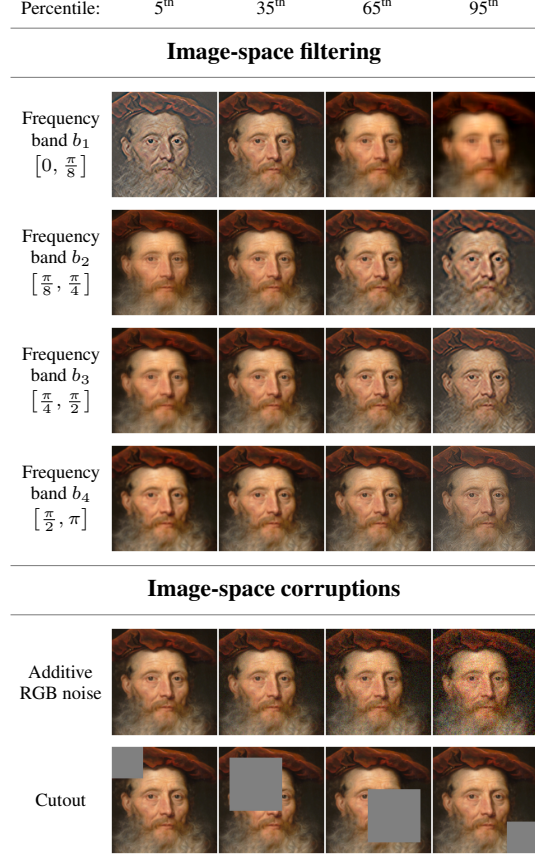 Percentile: 5th 35th 65th 95th
Image-space filtering
Frequency
band b₁
[0, π/8]
Frequency
band b₂
[π/8, π/4]
Frequency
band b₃
[π/4, π/2]
Frequency
band b₄
[π/2, π]
Image-space corruptions
Additive
RGB noise
Cutout